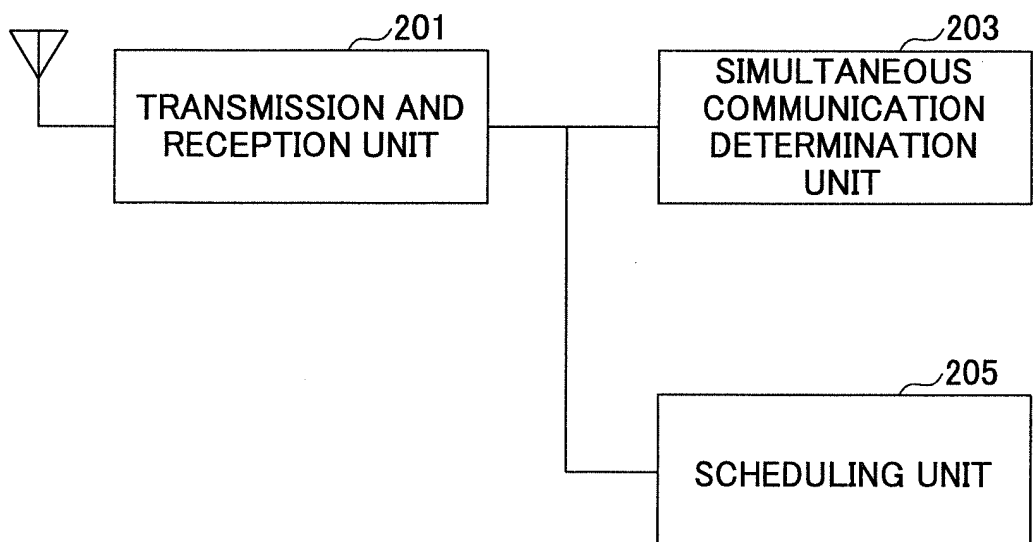 201
TRANSMISSION AND
RECEPTION UNIT
203
SIMULTANEOUS
COMMUNICATION
DETERMINATION
UNIT
205
SCHEDULING UNIT